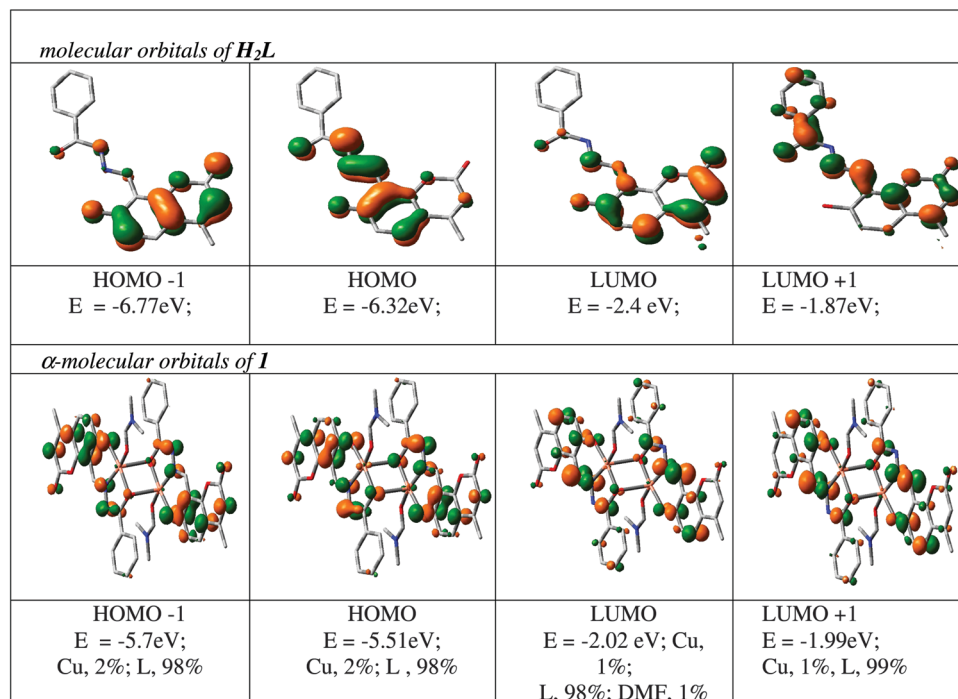 molecular orbitals of H₂L
HOMO -1
E = -6.77eV;
HOMO
E = -6.32eV;
LUMO
E = -2.4 eV;
LUMO +1
E = -1.87eV;
α-molecular orbitals of 1
HOMO -1
E = -5.7eV;
Cu, 2%; L, 98%
HOMO
E = -5.51eV;
Cu, 2%; L , 98%
LUMO
E = -2.02 eV; Cu,
1%;
L, 98%; DMF, 1%
LUMO +1
E = -1.99eV;
Cu, 1%, L, 99%